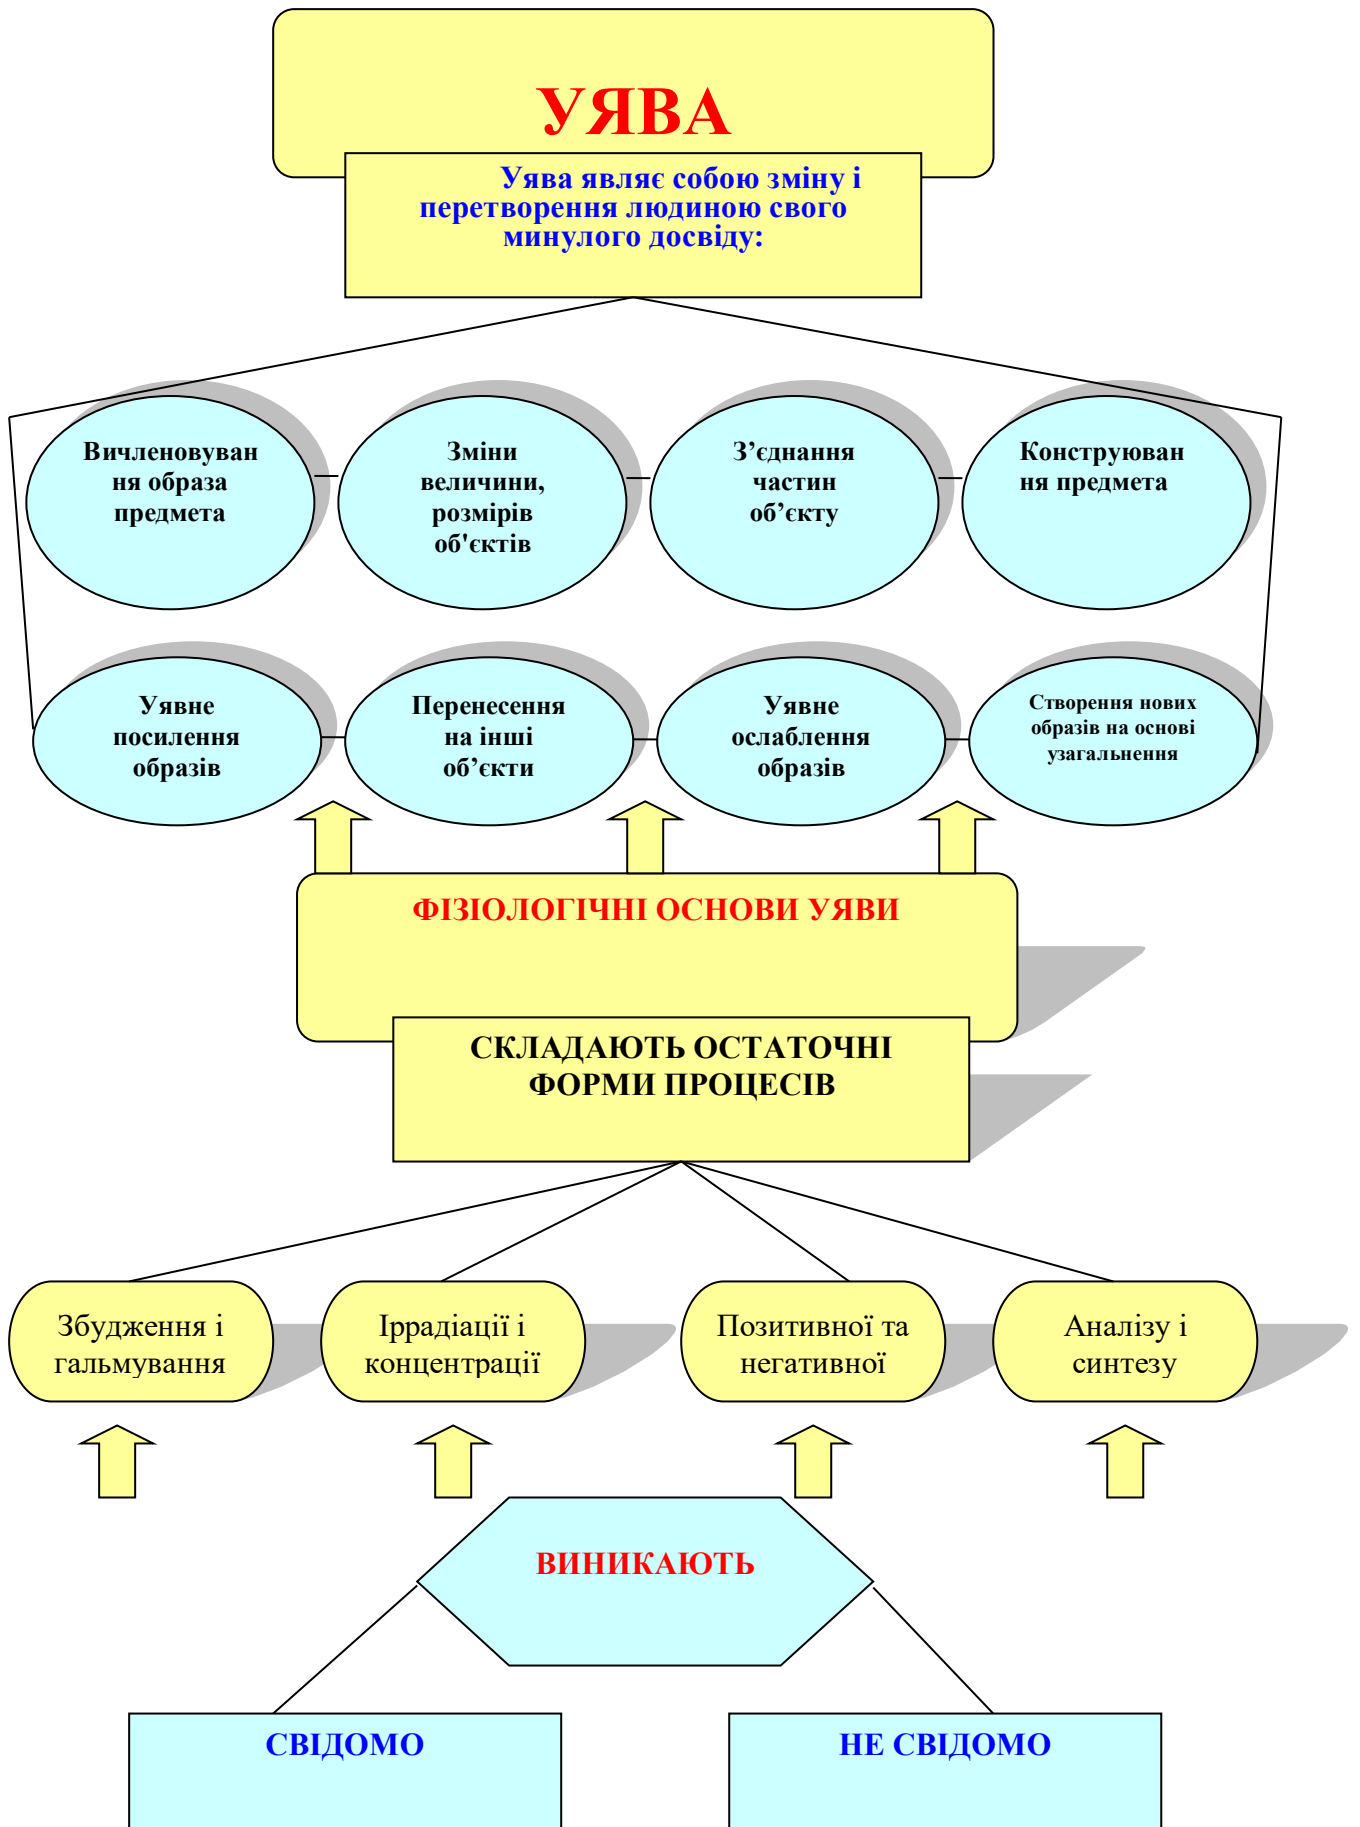 УЯВА
Уява являє собою зміну і
перетворення людиною свого
минулого досвіду:
Вичленовуван
ня образа
предмета
Зміни
величини,
розмірів
об'єктів
З’єднання
частин
об’єкту
Конструюван
ня предмета
Уявне
посилення
образів
Перенесення
на інші
об’єкти
Уявне
ослаблення
образів
Створення нових
образів на основі
узагальнення
ФІЗІОЛОГІЧНІ ОСНОВИ УЯВИ
СКЛАДАЮТЬ ОСТАТОЧНІ
ФОРМИ ПРОЦЕСІВ
Збудження і
гальмування
Іррадіації і
концентрації
Позитивної та
негативної
Аналізу і
синтезу
ВИНИКАЮТЬ
СВІДОМО
НЕ СВІДОМО